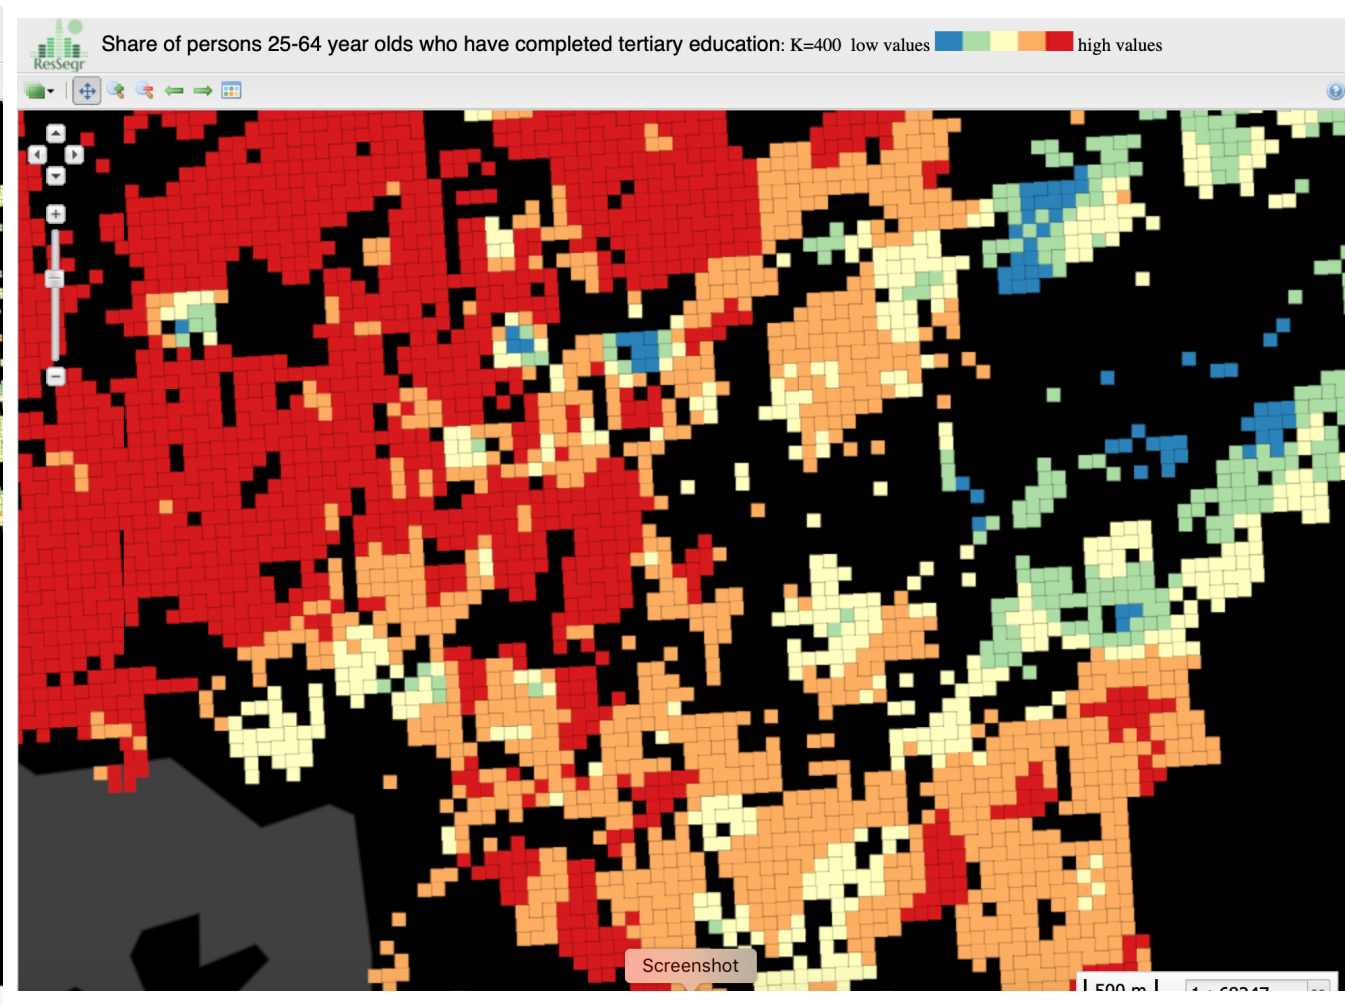 Share of persons 25-64 year olds who have completed tertiary education: K=400 low values high values
ResSegr
Screenshot